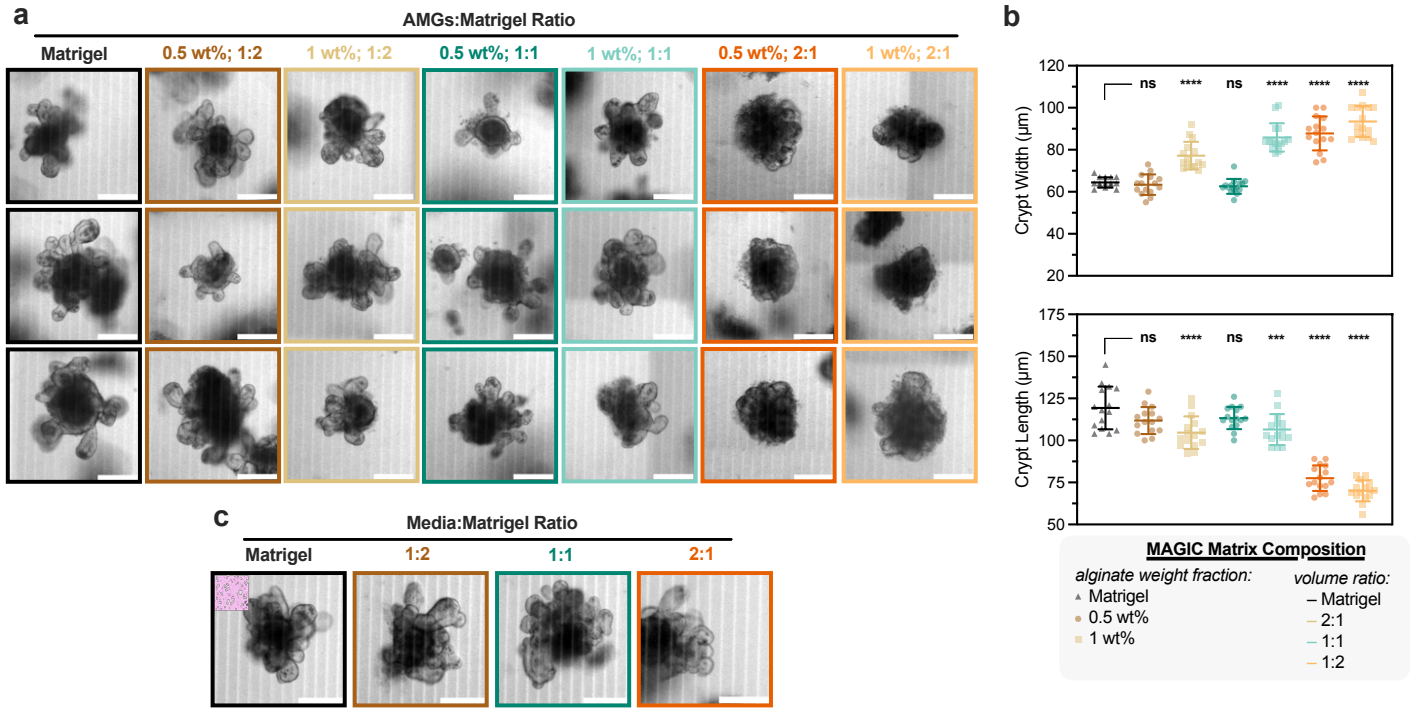 a
AMGs:Matrigel Ratio
Matrigel 0.5 wt%; 1:2 1 wt%; 1:2 0.5 wt%; 1:1 1 wt%; 1:1 0.5 wt%; 2:1 1 wt%; 2:1
b
120
100
80
60
40
20
Crypt Width (µm)
ns **** ns **** **** ****
175
150
125
100
75
50
Crypt Length (µm)
ns **** ns *** **** ****
MAGIC Matrix Composition
alginate weight fraction:
Matrigel
0.5 wt%
1 wt%
volume ratio:
Matrigel
2:1
1:1
1:2
c
Media:Matrigel Ratio
Matrigel 1:2 1:1 2:1